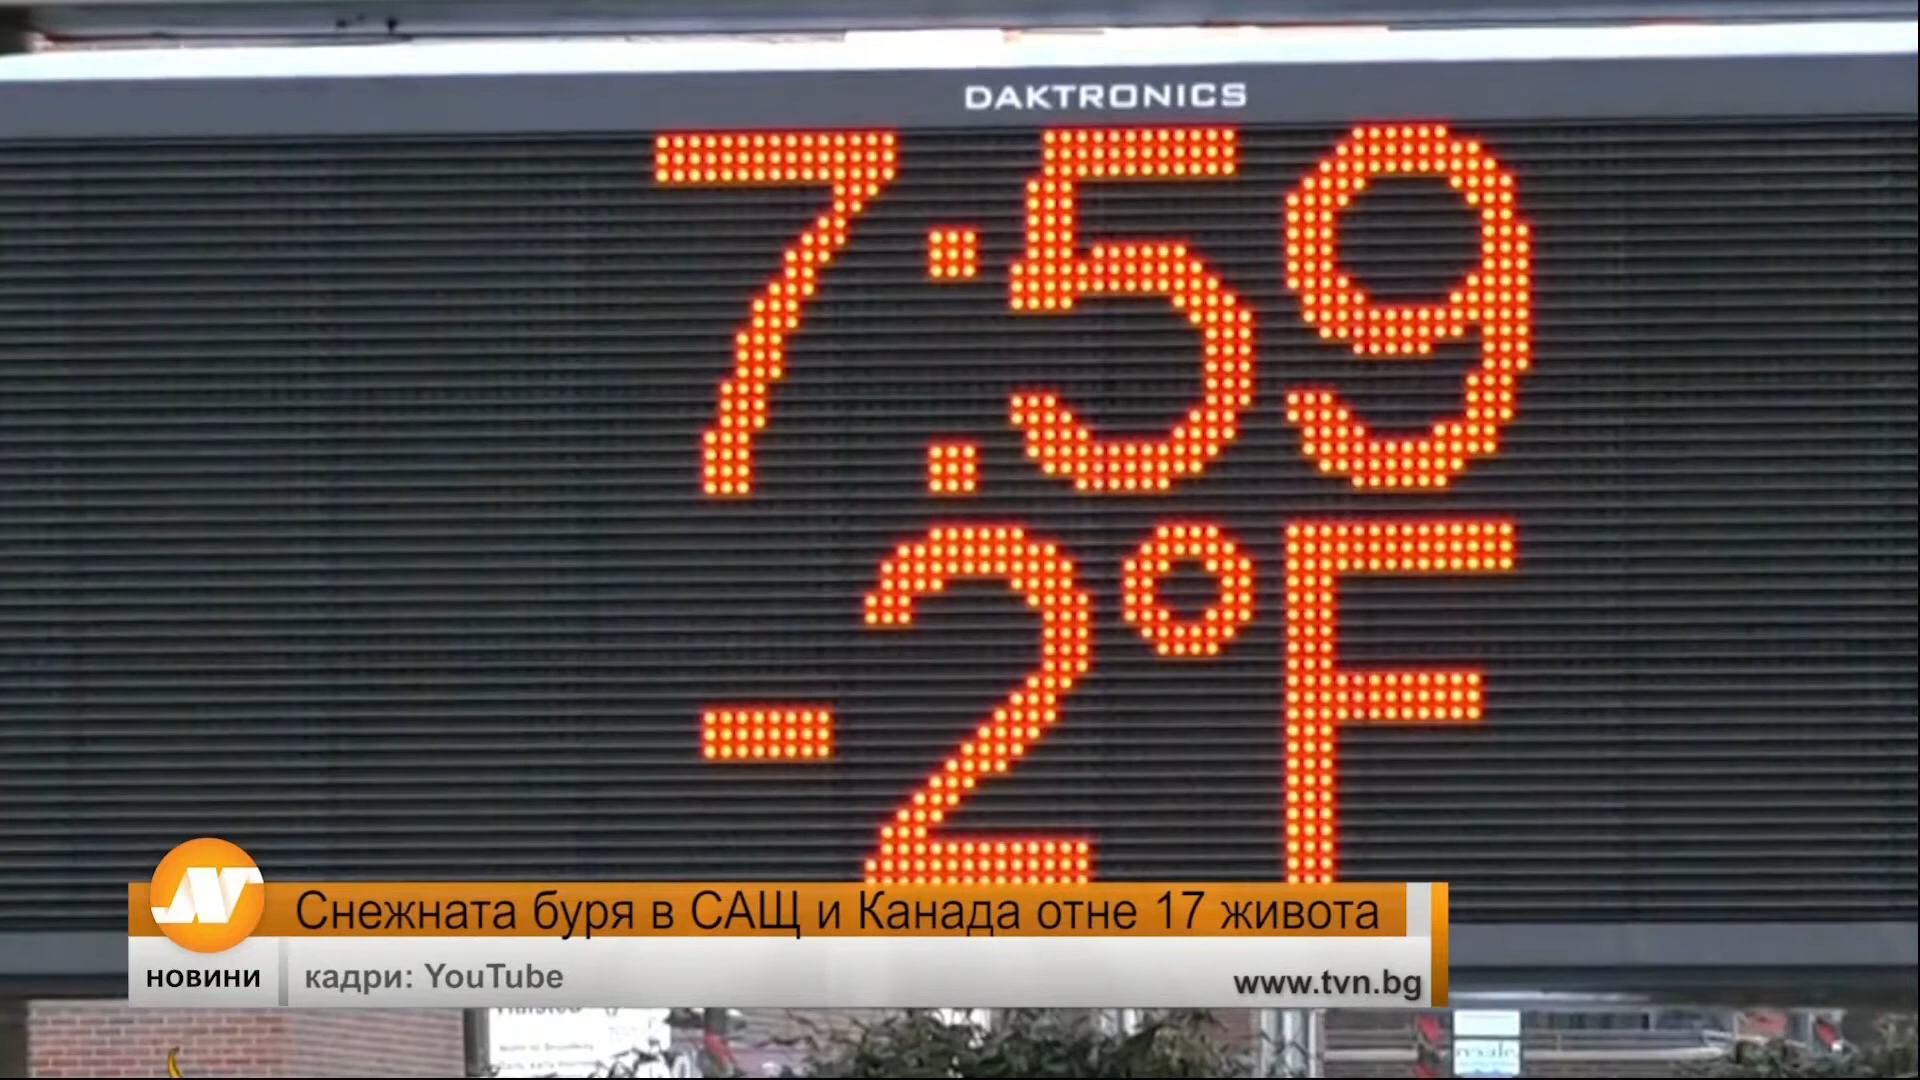 DAKTRONICS
7:59
-2°F
Снежната буря в САЩ и Канада отне 17 живота
НОВИНИ
кадри: YouTube
www.tvn.bg